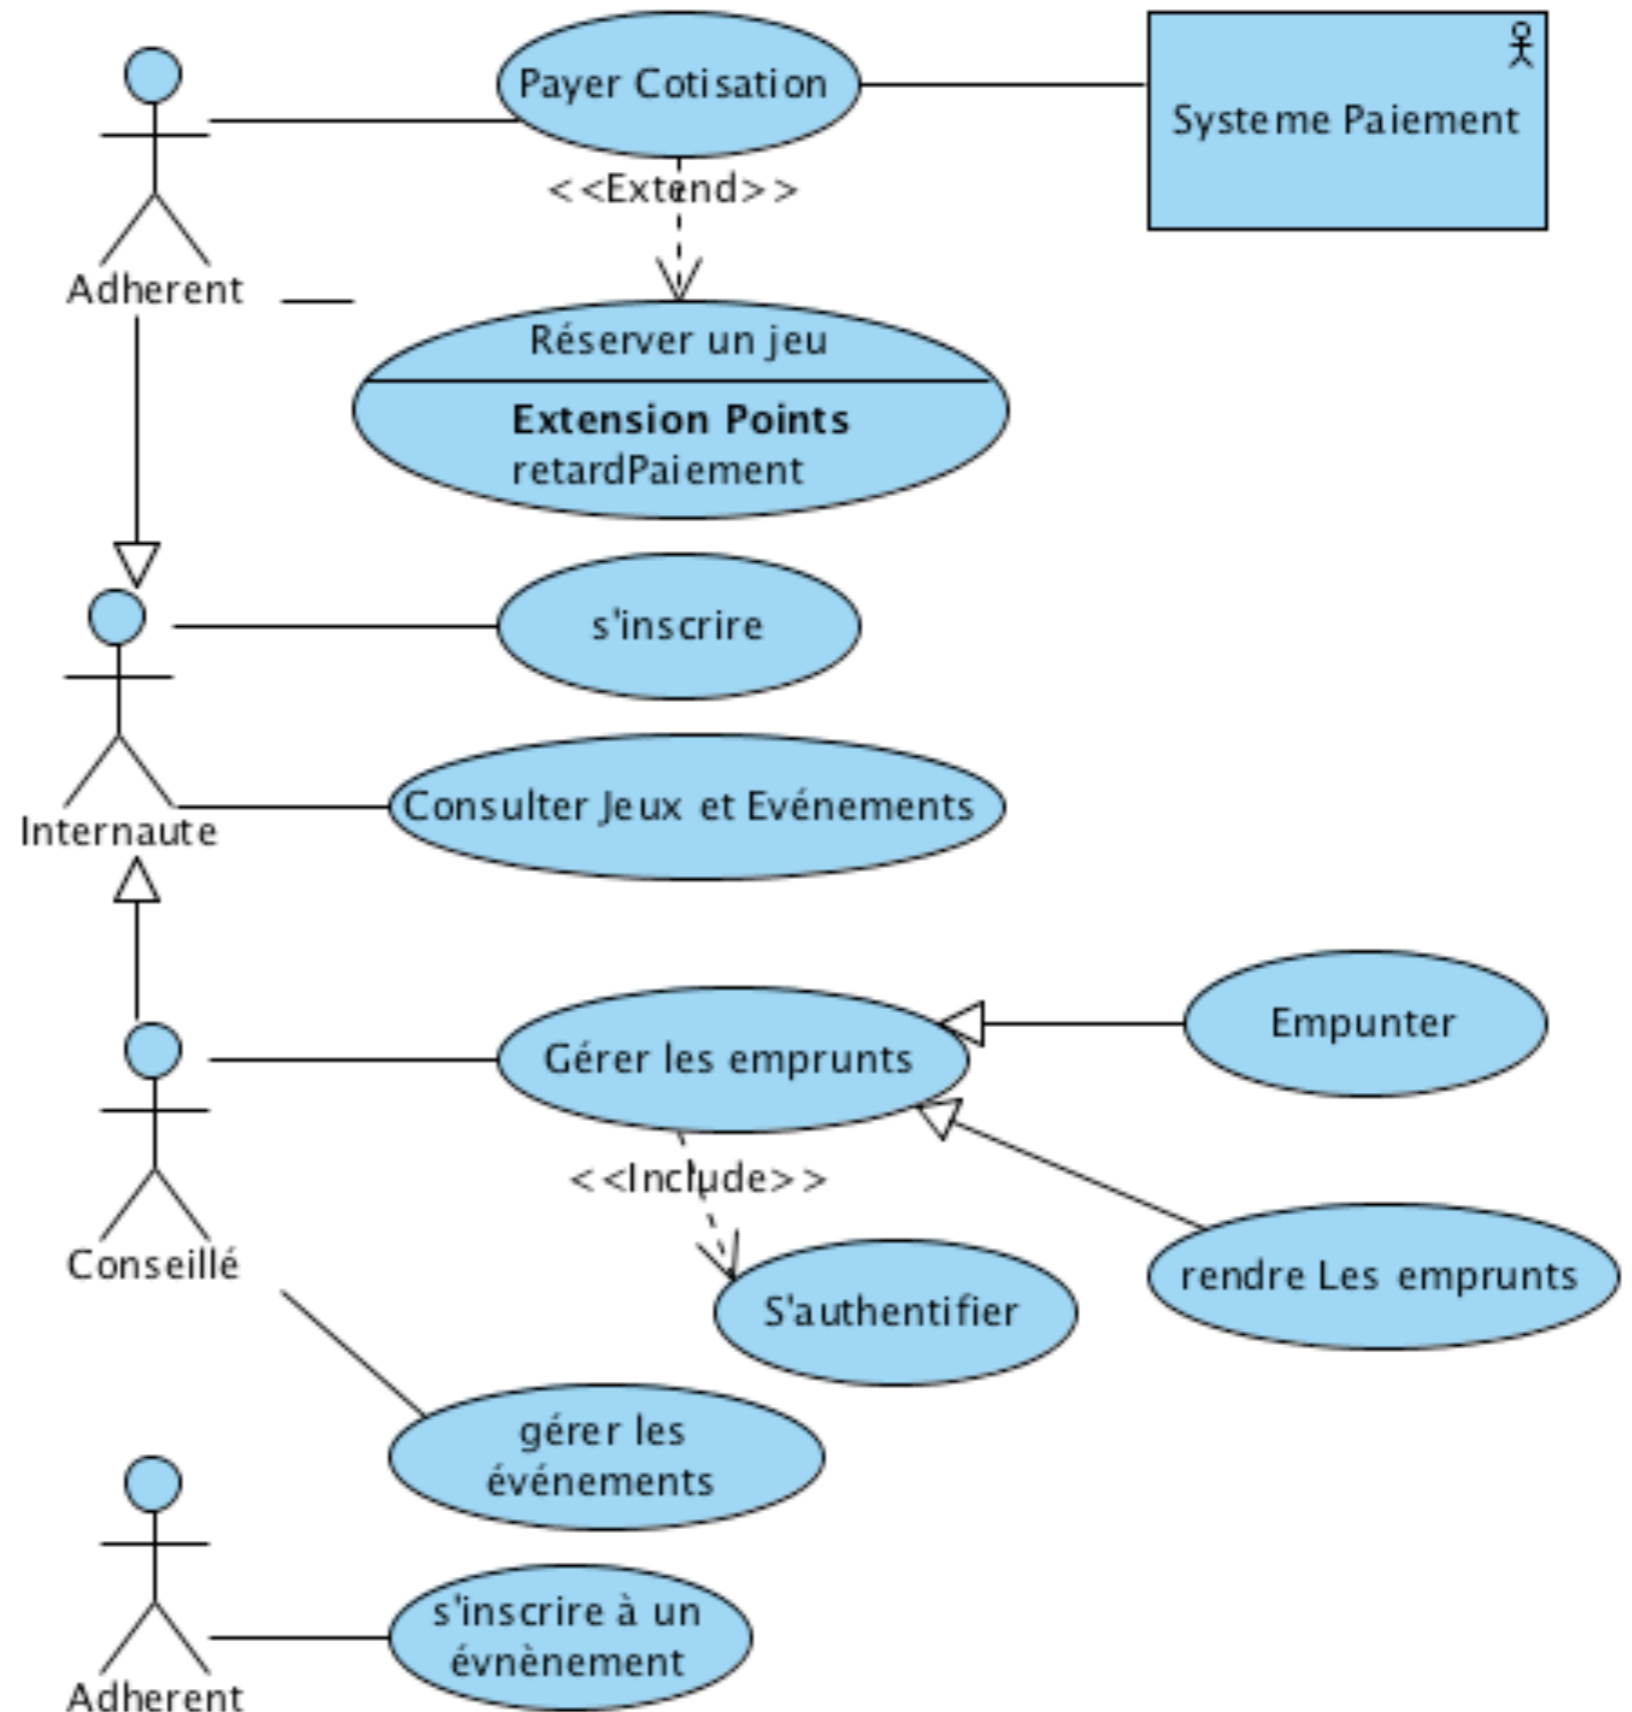 Payer Cotisation
Systeme Paiement
<<Extend>>
Adherent
Réserver un jeu
Extension Points
retardPaiement
s'inscrire
Consulter Jeux et Evénements
Internaute
Empunter
Gérer les emprunts
<<Include>>
Conseillé
rendre Les emprunts
S'authentifier
gérer les
événements
s'inscrire à un
évnènement
Adherent